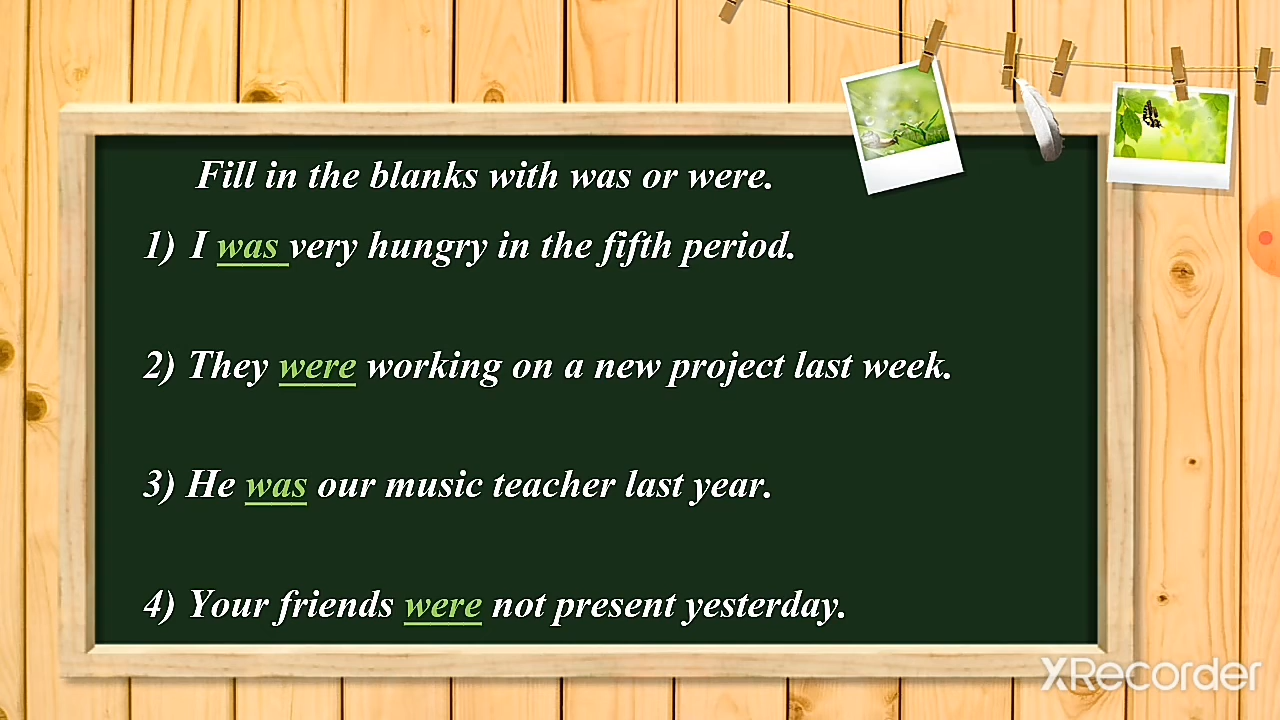 Fill in the blanks with was or were.
1) I was very hungry in the fifth period.
2) They were working on a new project last week.
3) He was our music teacher last year.
4) Your friends were not present yesterday.
XRecorder